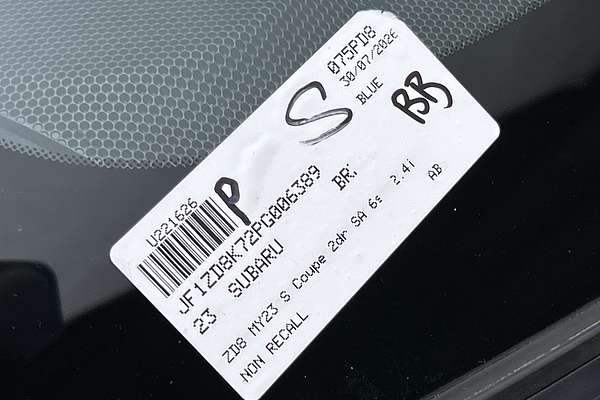 075PD8
30/07/2026
BLUE
BB
S
P
U221626
JF1ZD8K72PG006389
BR:
23 SUBARU
ZD8 MY23 S Coupe 2dr SA 6s 2.4i
NON RECALL
AB